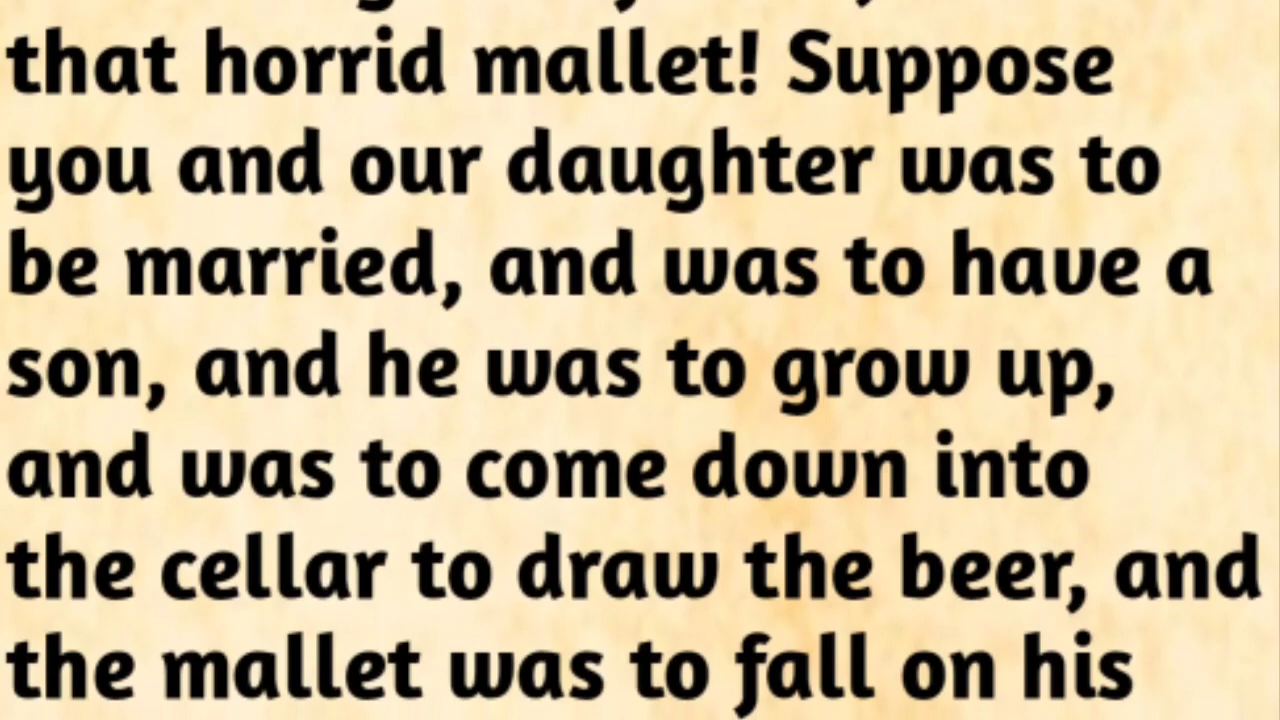 that horrid mallet! Suppose
you and our daughter was to
be married, and was to have a
son, and he was to grow up,
and was to come down into
the cellar to draw the beer, and
the mallet was to fall on his